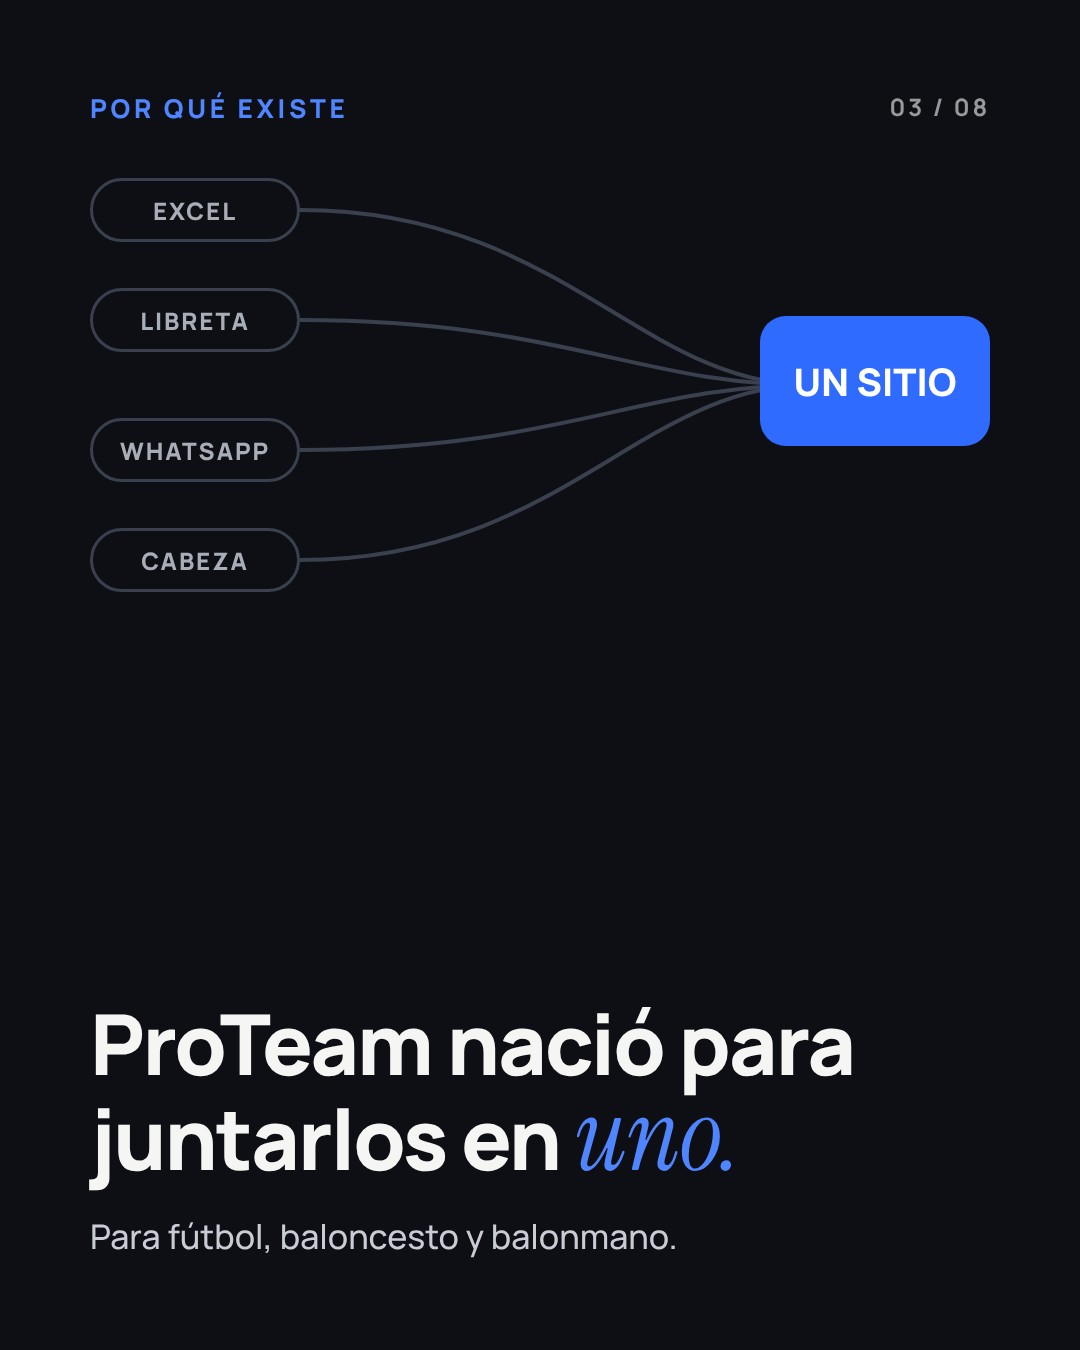 POR QUÉ EXISTE
03 / 08
EXCEL
LIBRETA
UN SITIO
WHATSAPP
CABEZA
ProTeam nació para
juntarlos en uno.
Para fútbol, baloncesto y balonmano.